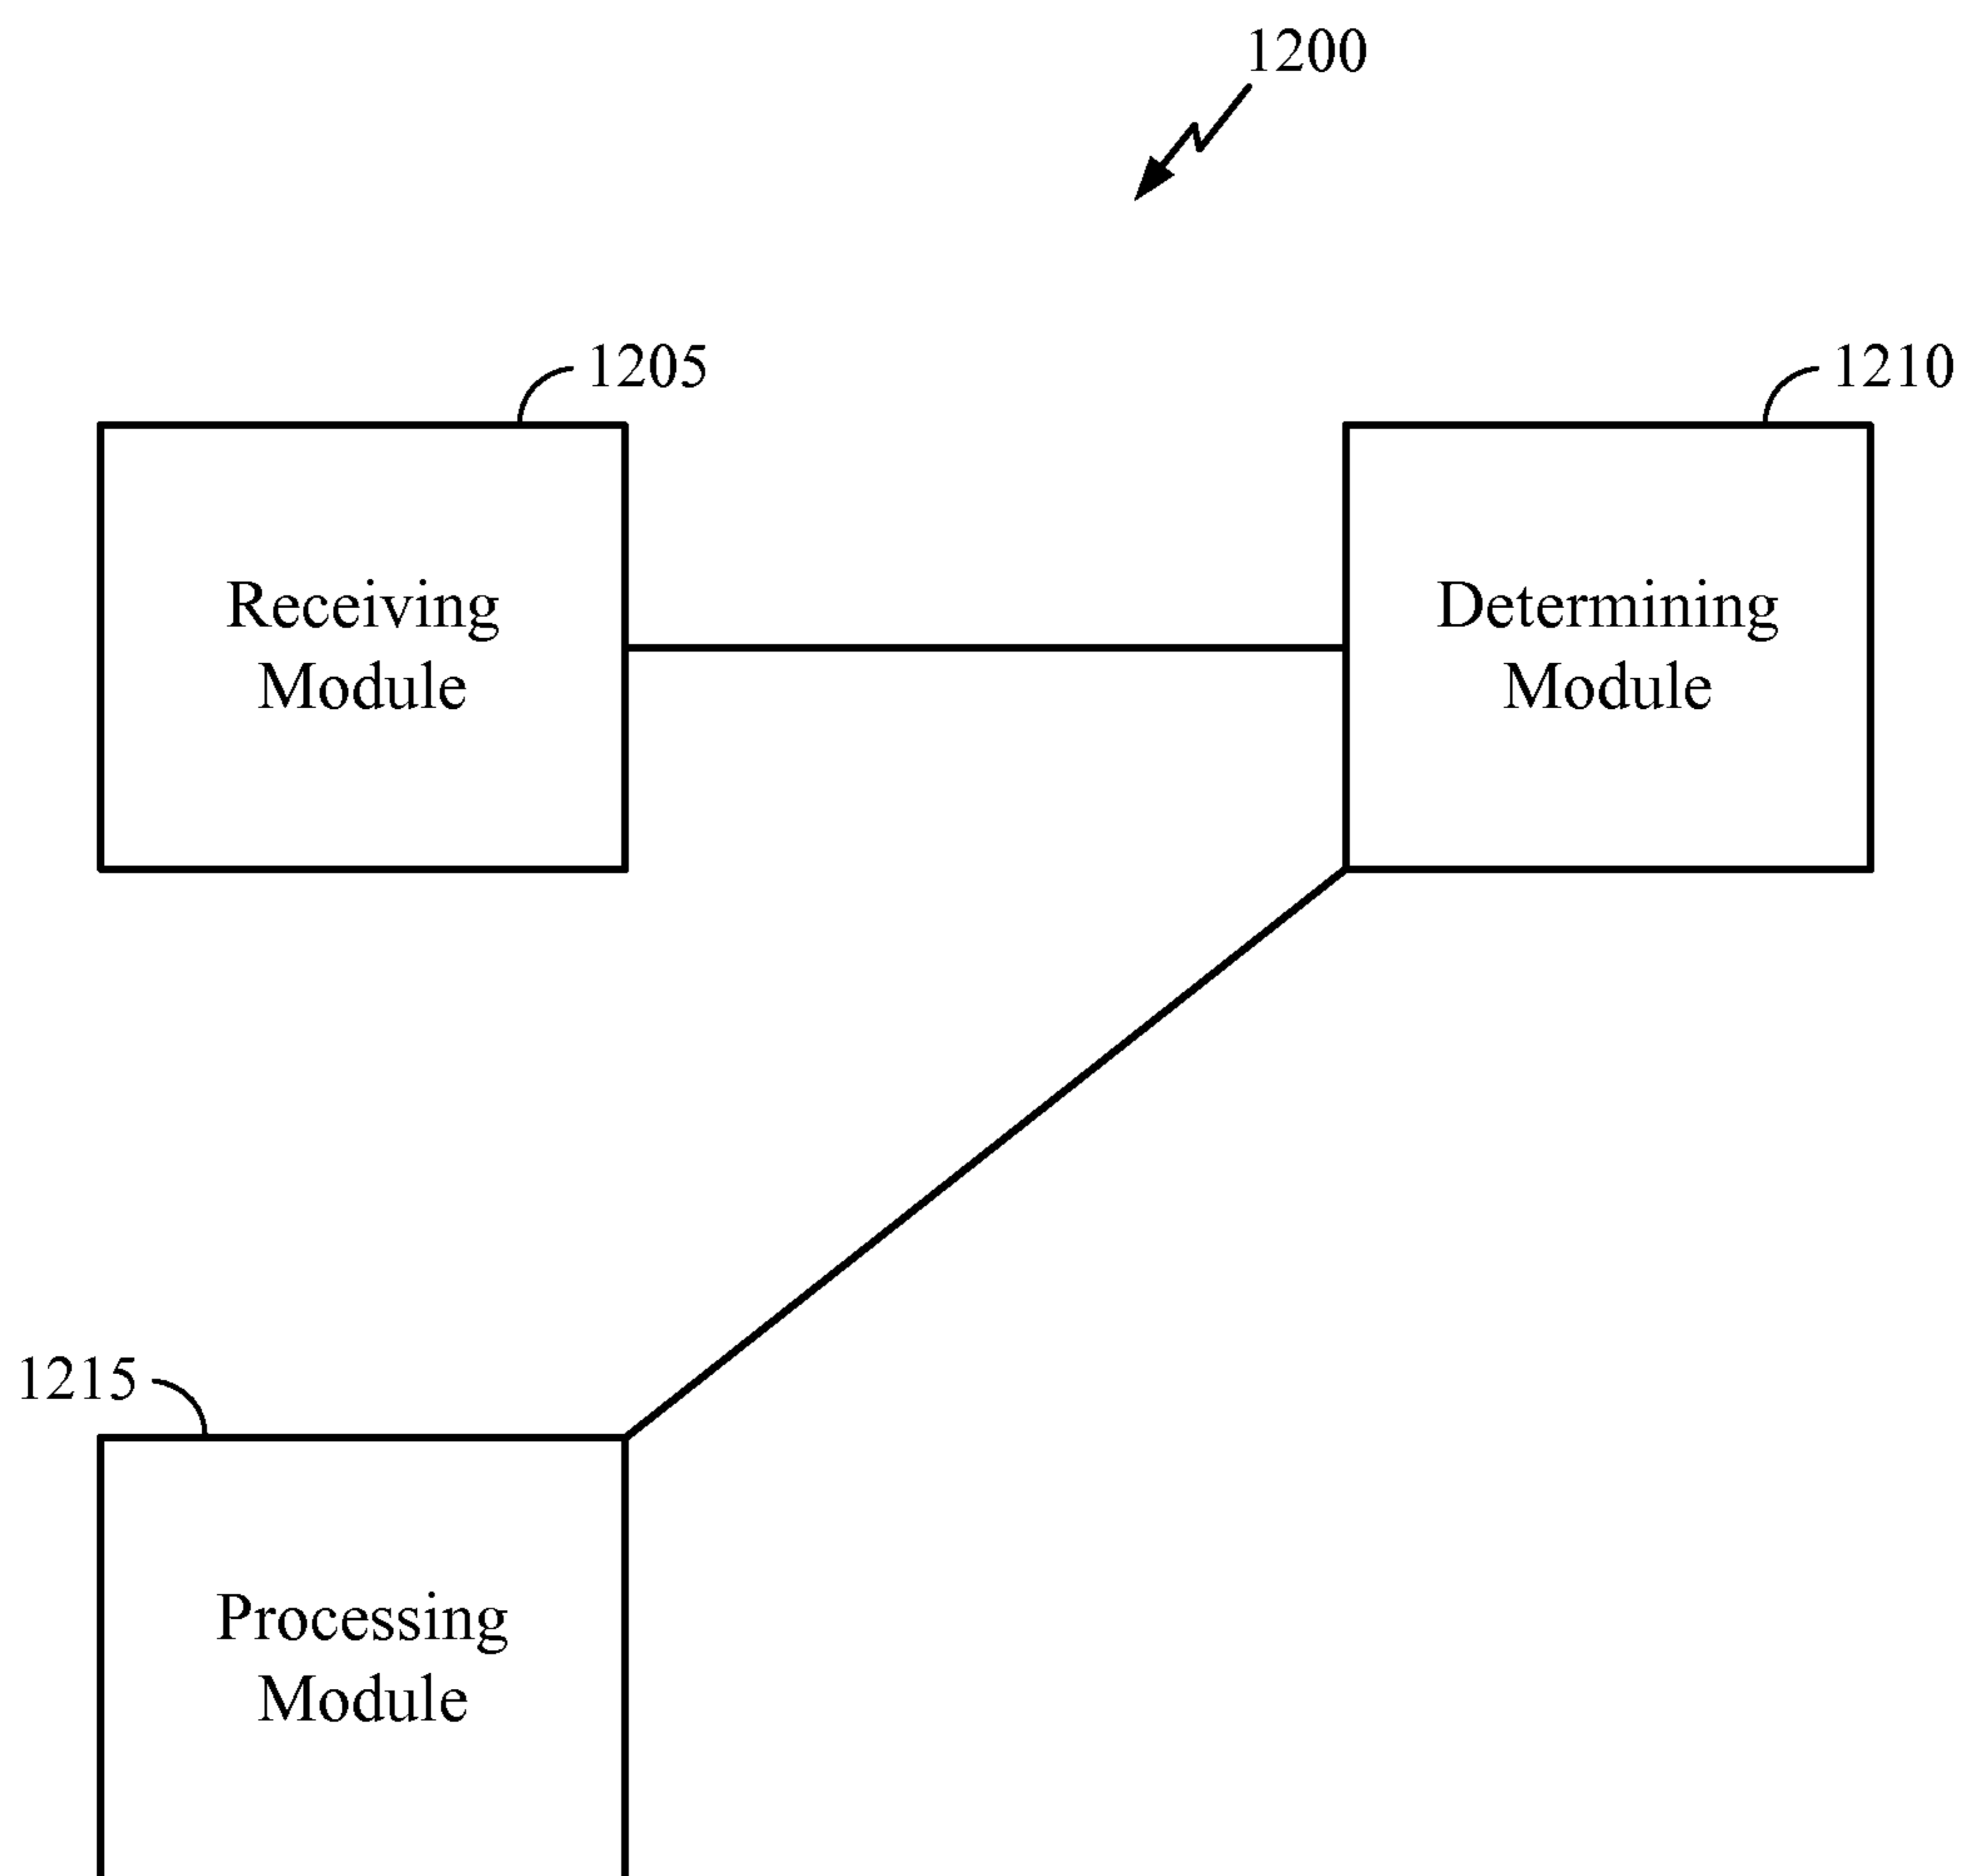 1200
1205
1210
Receiving
Module
Determining
Module
1215
Processing
Module